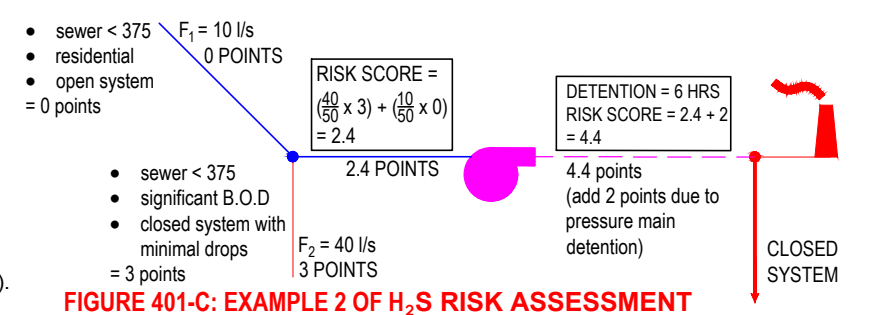 • sewer < 375
• residential
• open system
= 0 points
F₁ = 10 l/s
0 POINTS
RISK SCORE =
(40/50 x 3) + (10/50 x 0)
= 2.4
DETENTION = 6 HRS
RISK SCORE = 2.4 + 2
= 4.4
2.4 POINTS
4.4 points
(add 2 points due to
pressure main
detention)
• sewer < 375
• significant B.O.D
• closed system with
minimal drops
= 3 points
F₂ = 40 l/s
3 POINTS
CLOSED
SYSTEM
).
FIGURE 401-C: EXAMPLE 2 OF H₂S RISK ASSESSMENT